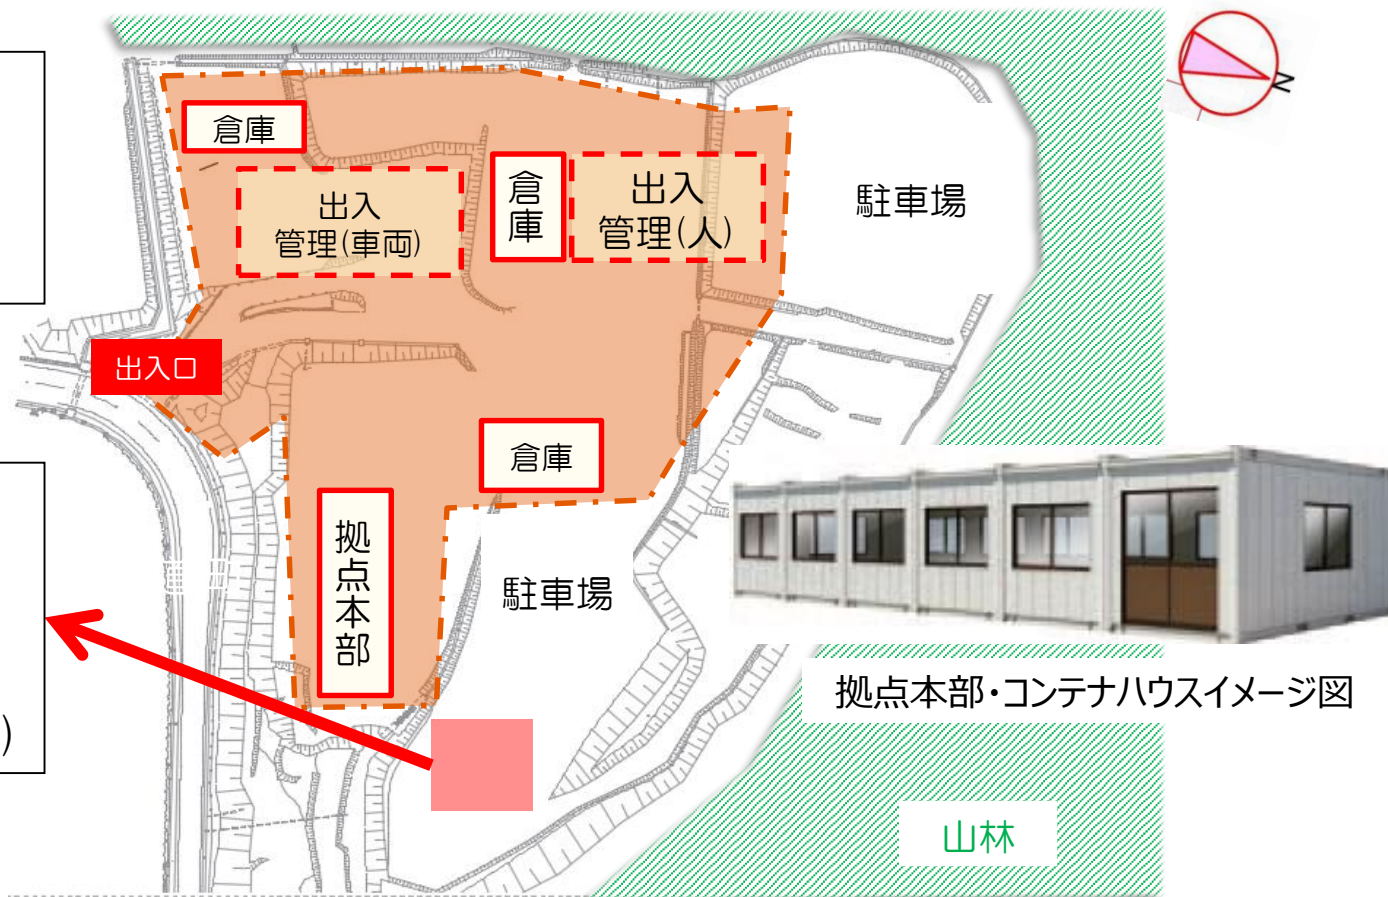 N
倉庫
出入
管理(車両)
倉庫
出入
管理(人)
駐車場
出入口
倉庫
拠点本部
駐車場
拠点本部・コンテナハウスイメージ図
)
山林